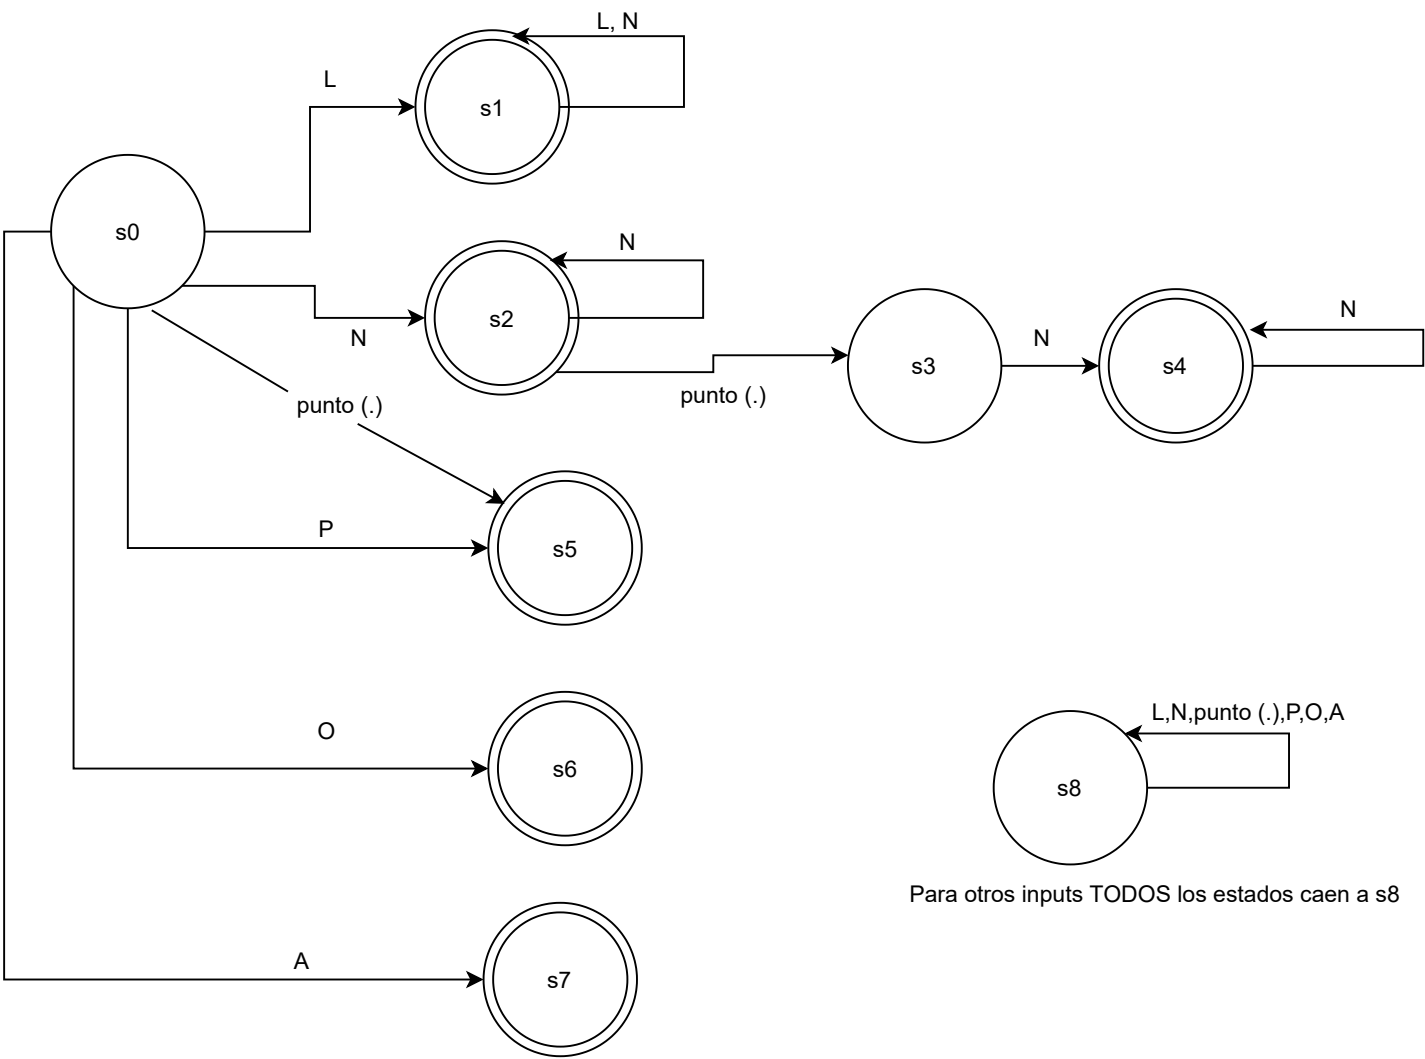 L, N
L
s1
s0
N
s2
N
punto (.)
punto (.)
s3
N
s4
N
P
s5
O
s6
L,N,punto (.),P,O,A
s8
Para otros inputs TODOS los estados caen a s8
A
s7